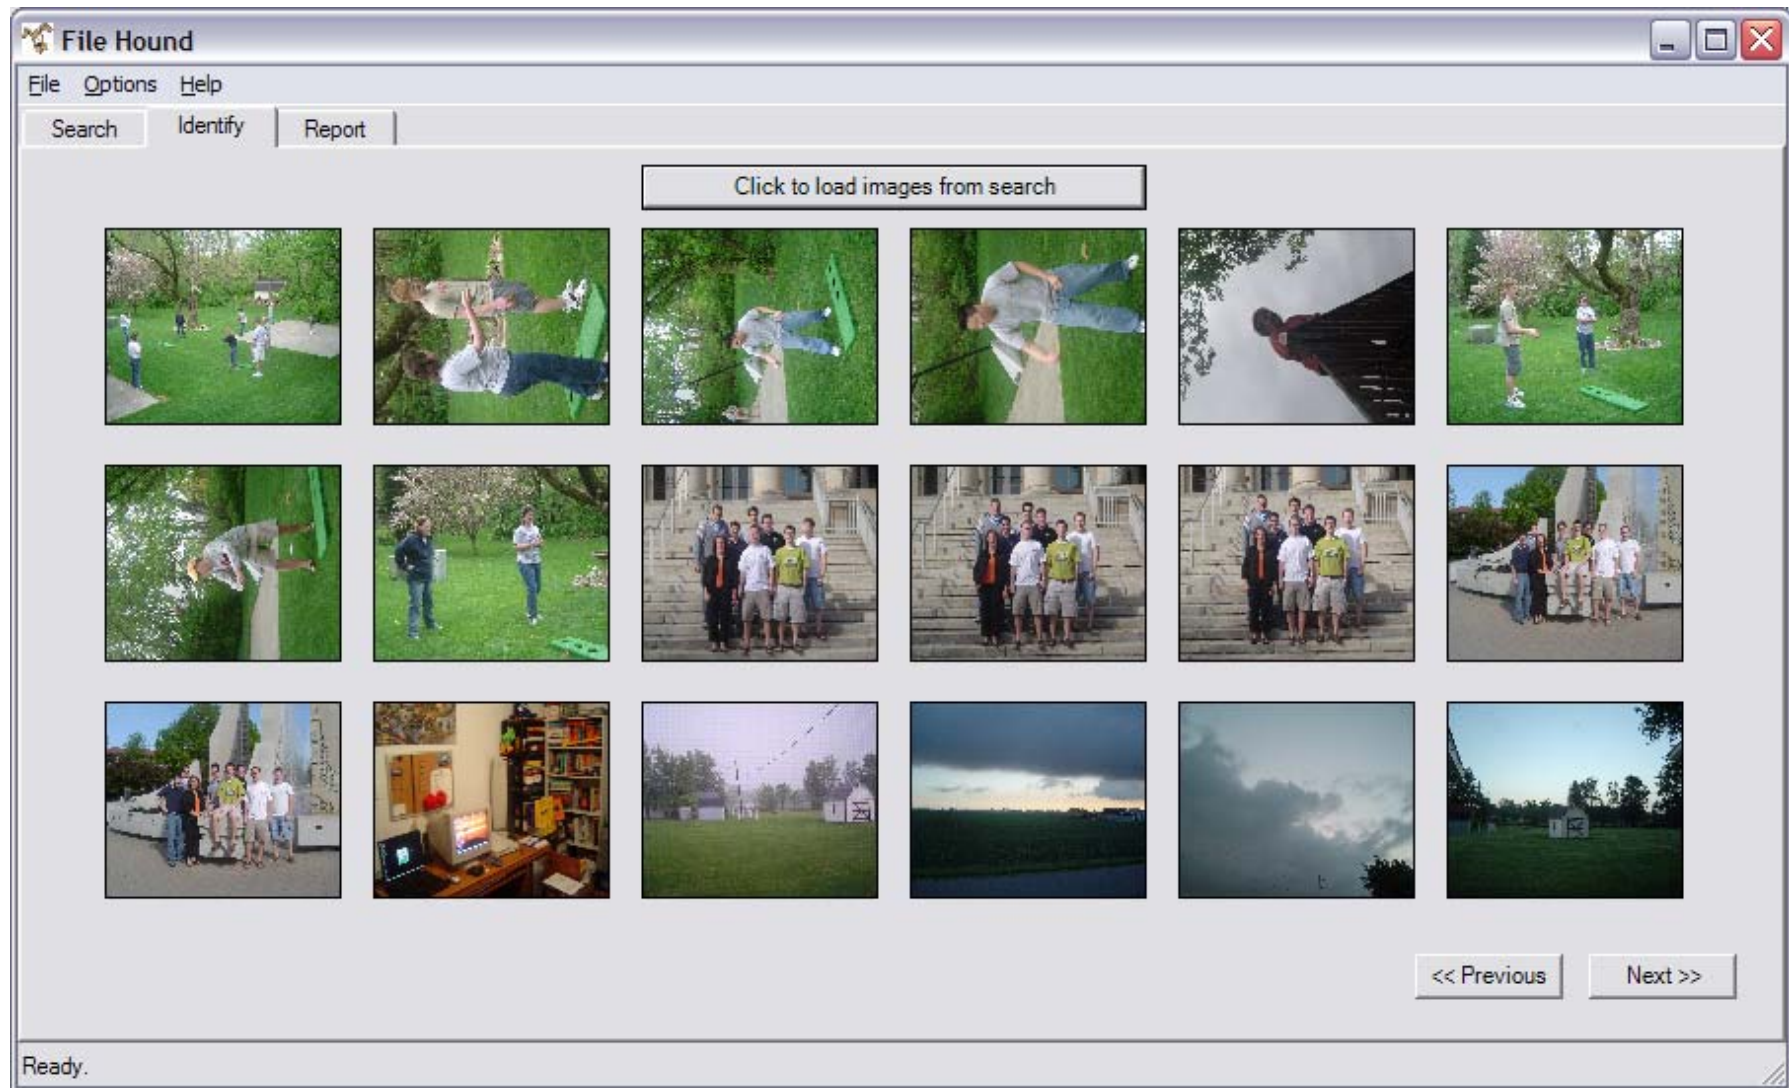 File Hound
File Options Help
Search Identify Report
Click to load images from search
<< Previous Next >>
Ready.